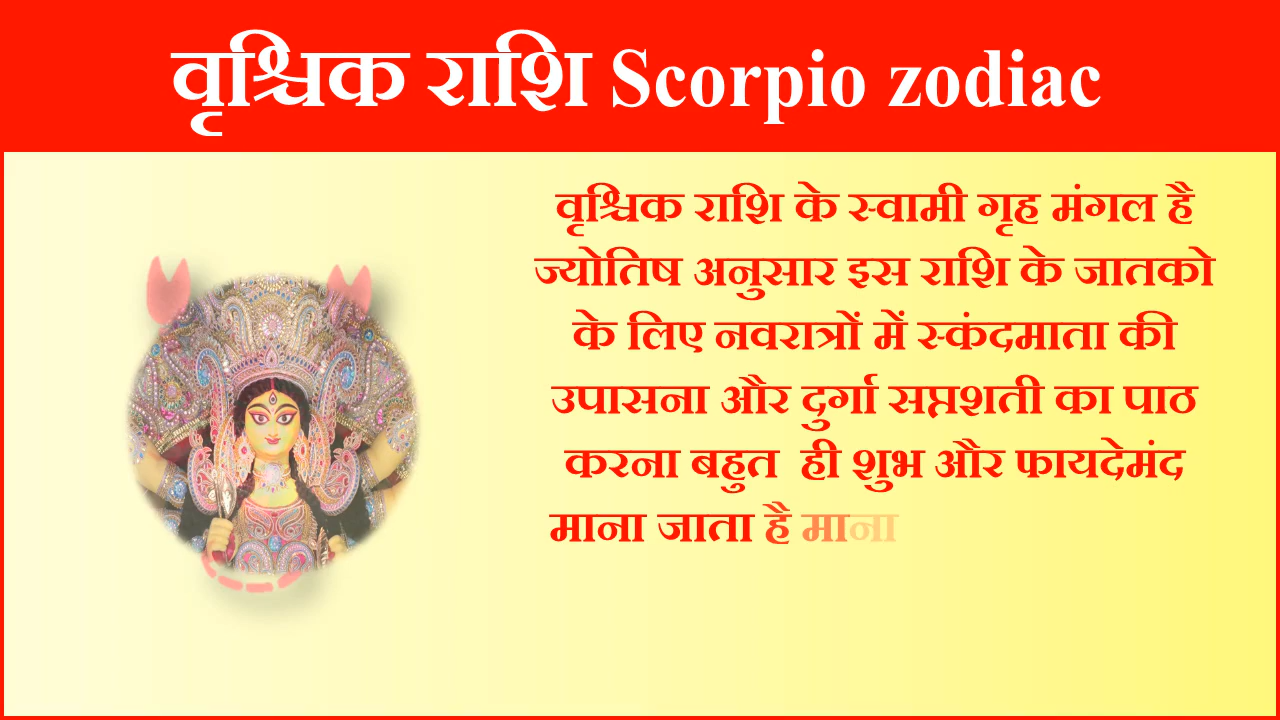 वृश्चिक राशि Scorpio zodiac
वृश्चिक राशि के स्वामी गृह मंगल है
ज्योतिष अनुसार इस राशि के जातको
के लिए नवरात्रों में स्कंदमाता की
उपासना और दुर्गा सप्तशती का पाठ
करना बहुत ही शुभ और फायदेमंद
माना जाता है माना